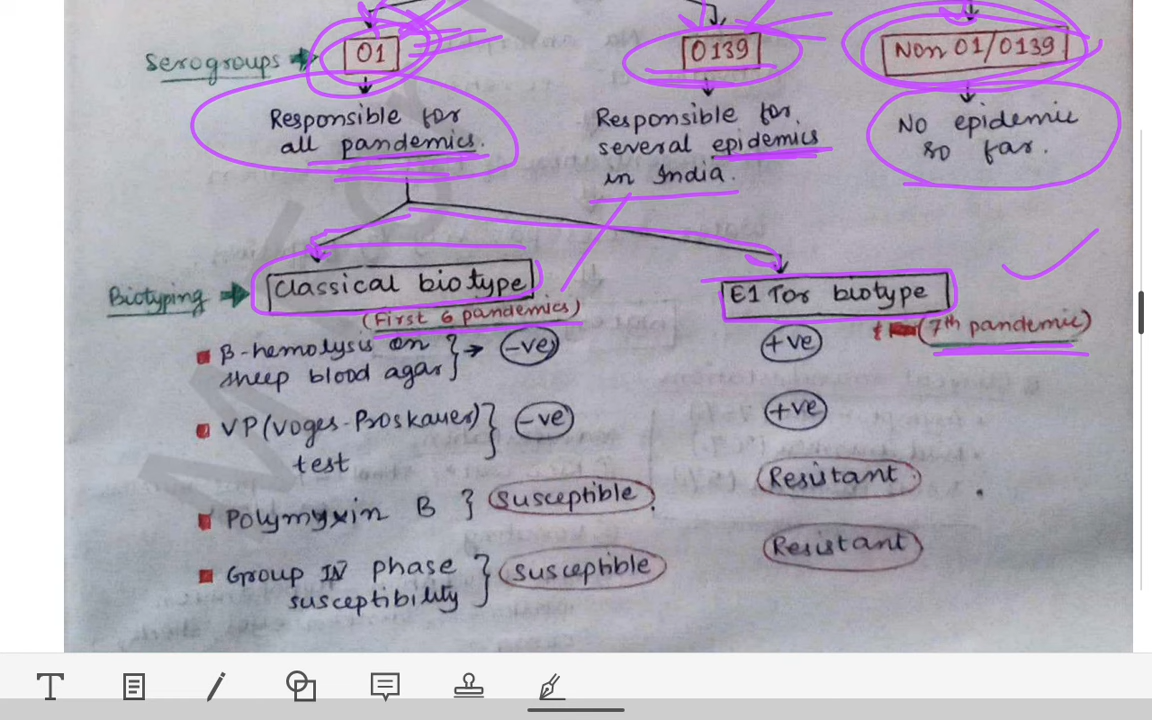 Serogroups
O1
O139
Non O1/O139
Responsible for
all pandemics.
Responsible for
several epidemics
in India.
No epidemic
so far.
Biotyping
Classical biotype
(First 6 pandemics)
El Tor biotype
(7th pandemic)
β-hemolysis on
sheep blood agar
-ve
+ve
VP (Voges-Proskauer)
test
-ve
+ve
Polymyxin B
Susceptible
Resistant
Group IV phase
susceptibility
Susceptible
Resistant
T